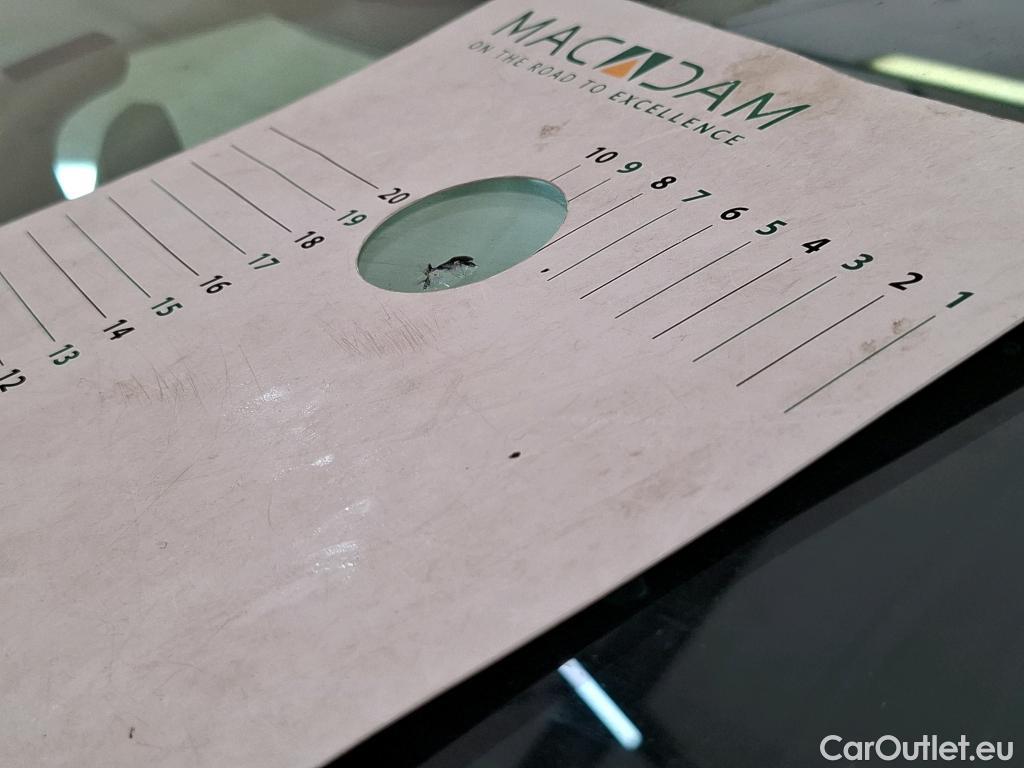 MACADAM
ON THE ROAD TO EXCELLENCE
10 9 8 7 6 5 4 3 2 1
20 19 18 17 16 15 14 13 12
CarOutlet.eu